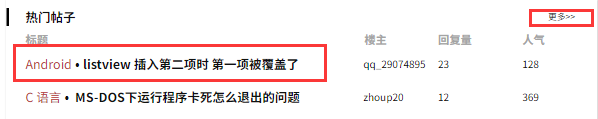 热门帖子 更多>>
标题 楼主 回复量 人气
Android • listview 插入第二项时 第一项被覆盖了 qq_29074895 23 128
C 语言 • MS-DOS下运行程序卡死怎么退出的问题 zhoup20 12 369